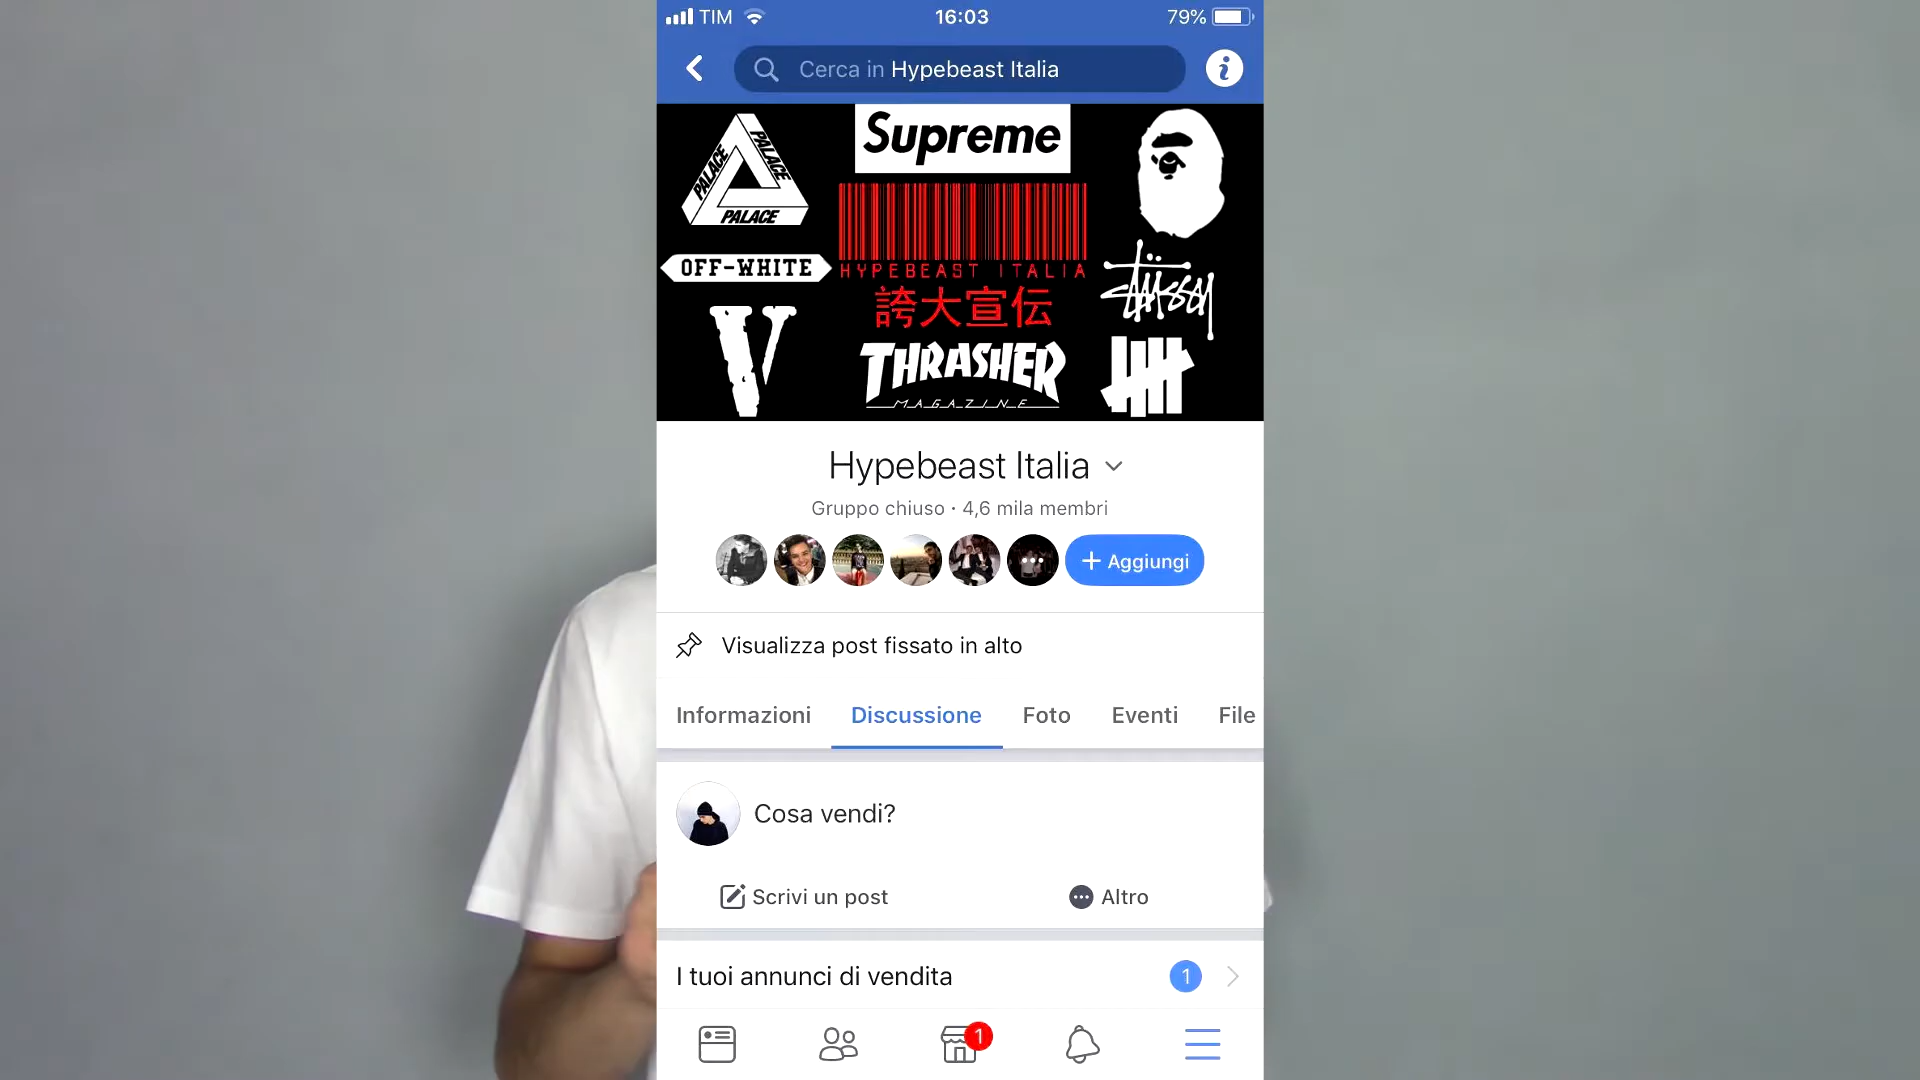 TIM 16:03 79%
Cerca in Hypebeast Italia
PALACE PALACE PALACE
Supreme
OFF-WHITE
HYPEBEAST ITALIA
誇大宣伝
Stüssy
V
THRASHER
MAGAZINE
Hypebeast Italia
Gruppo chiuso • 4,6 mila membri
+ Aggiungi
Visualizza post fissato in alto
Informazioni Discussione Foto Eventi File
Cosa vendi?
Scrivi un post Altro
I tuoi annunci di vendita 1
1